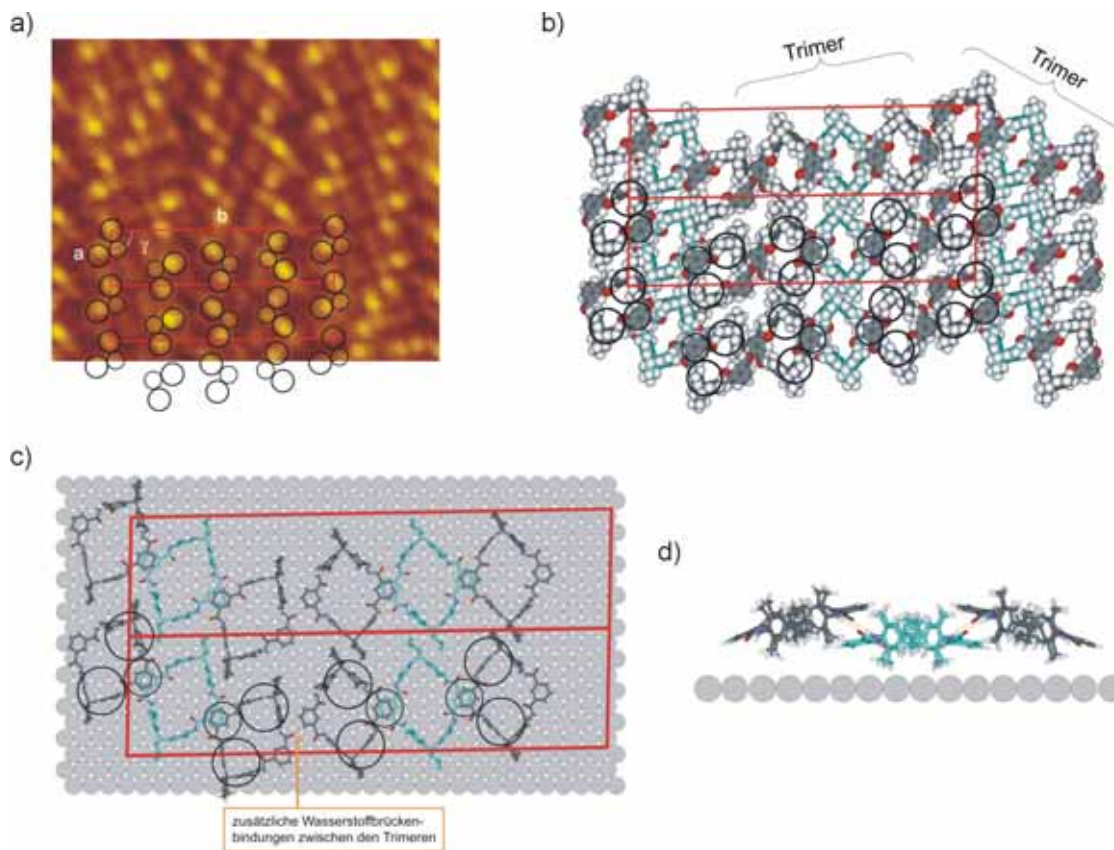 a)
b
a
γ
b)
Trimer
Trimer
c)
zusätzliche Wasserstoffbrücken-
bindungen zwischen den Trimeren
d)